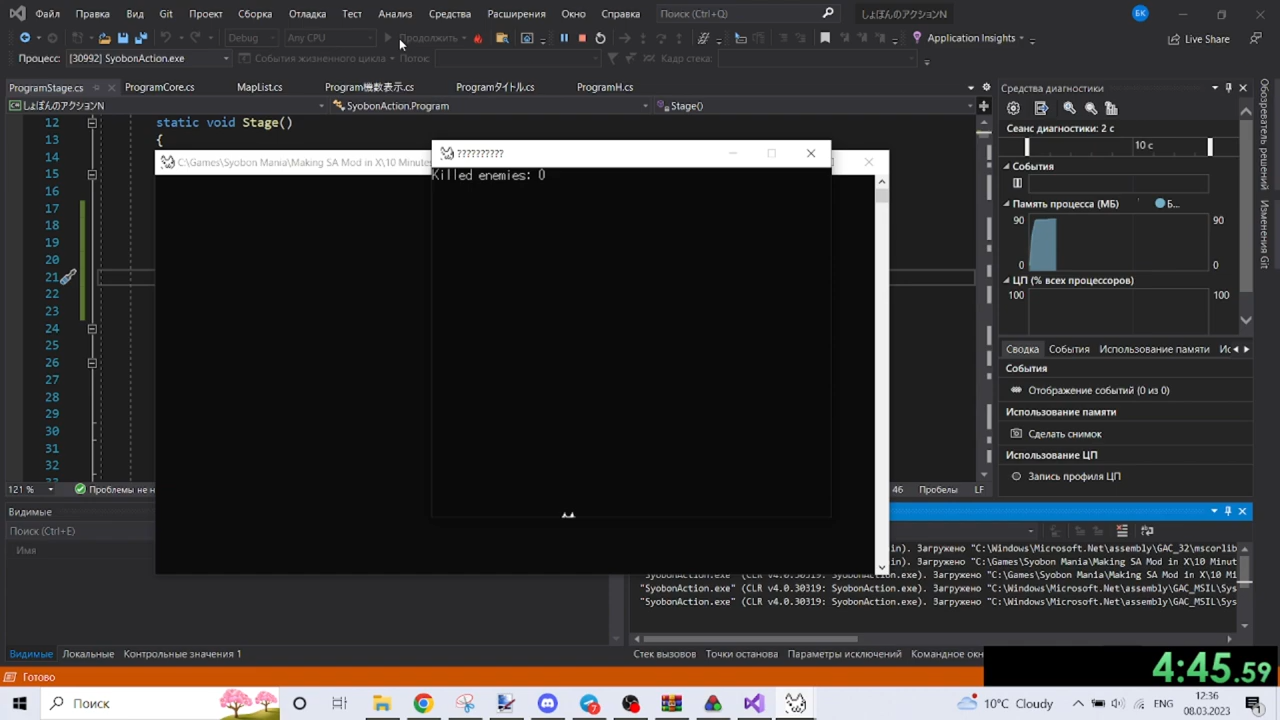 Файл Правка Вид Git Проект Сборка Отладка Тест Анализ Средства Расширения Окно Справка Поиск (Ctrl+Q) しょぼんのアクションN БК
Debug Any CPU Продолжить Application Insights Live Share
Процесс: [30992] SyobonAction.exe События жизненного цикла Поток: Кадр стека:
ProgramStage.cs ProgramCore.cs MapList.cs Program機数表示.cs Programタイトル.cs ProgramH.cs
しょぼんのアクションN SyobonAction.Program Stage()
12 static void Stage()
13 {
14
15
16
17
18
19
20
21
22
23
24
25
26
27
28
29
30
31
32
C:\Games\Syobon Mania\Making SA Mod in X\10 Minute
??????????
Killed enemies: 0
Средства диагностики
Сеанс диагностики: 2 с
10 с
События
Память процесса (МБ) Б...
90 90
0 0
ЦП (% всех процессоров)
100 100
Сводка События Использование памяти Ис
События
Отображение событий (0 из 0)
Использование памяти
Сделать снимок
Использование ЦП
Запись профиля ЦП
Обозреватель решений
Изменения Git
121 % Проблемы не н 46 Пробелы LF
Видимые
Поиск (Ctrl+E)
Имя
in). Загружено "C:\Windows\Microsoft.Net\assembly\GAC_32\mscorlib
in). Загружено "C:\Games\Syobon Mania\Making SA Mod in X\10 Minut
"SyobonAction.exe" (CLR v4.0.30319: SyobonAction.exe). Загружено "C:\Windows\Microsoft.Net\assembly\GAC_MSIL\Sys
"SyobonAction.exe" (CLR v4.0.30319: SyobonAction.exe). Загружено "C:\Windows\Microsoft.Net\assembly\GAC_MSIL\Sys
"SyobonAction.exe" (CLR v4.0.30319: SyobonAction.exe). Загружено "C:\Windows\Microsoft.Net\assembly\GAC_MSIL\Sys
Видимые Локальные Контрольные значения 1
Стек вызовов Точки останова Параметры исключений Командное окн
Готово
4:45.59
Поиск
10°C Cloudy
12:36
08.03.2023